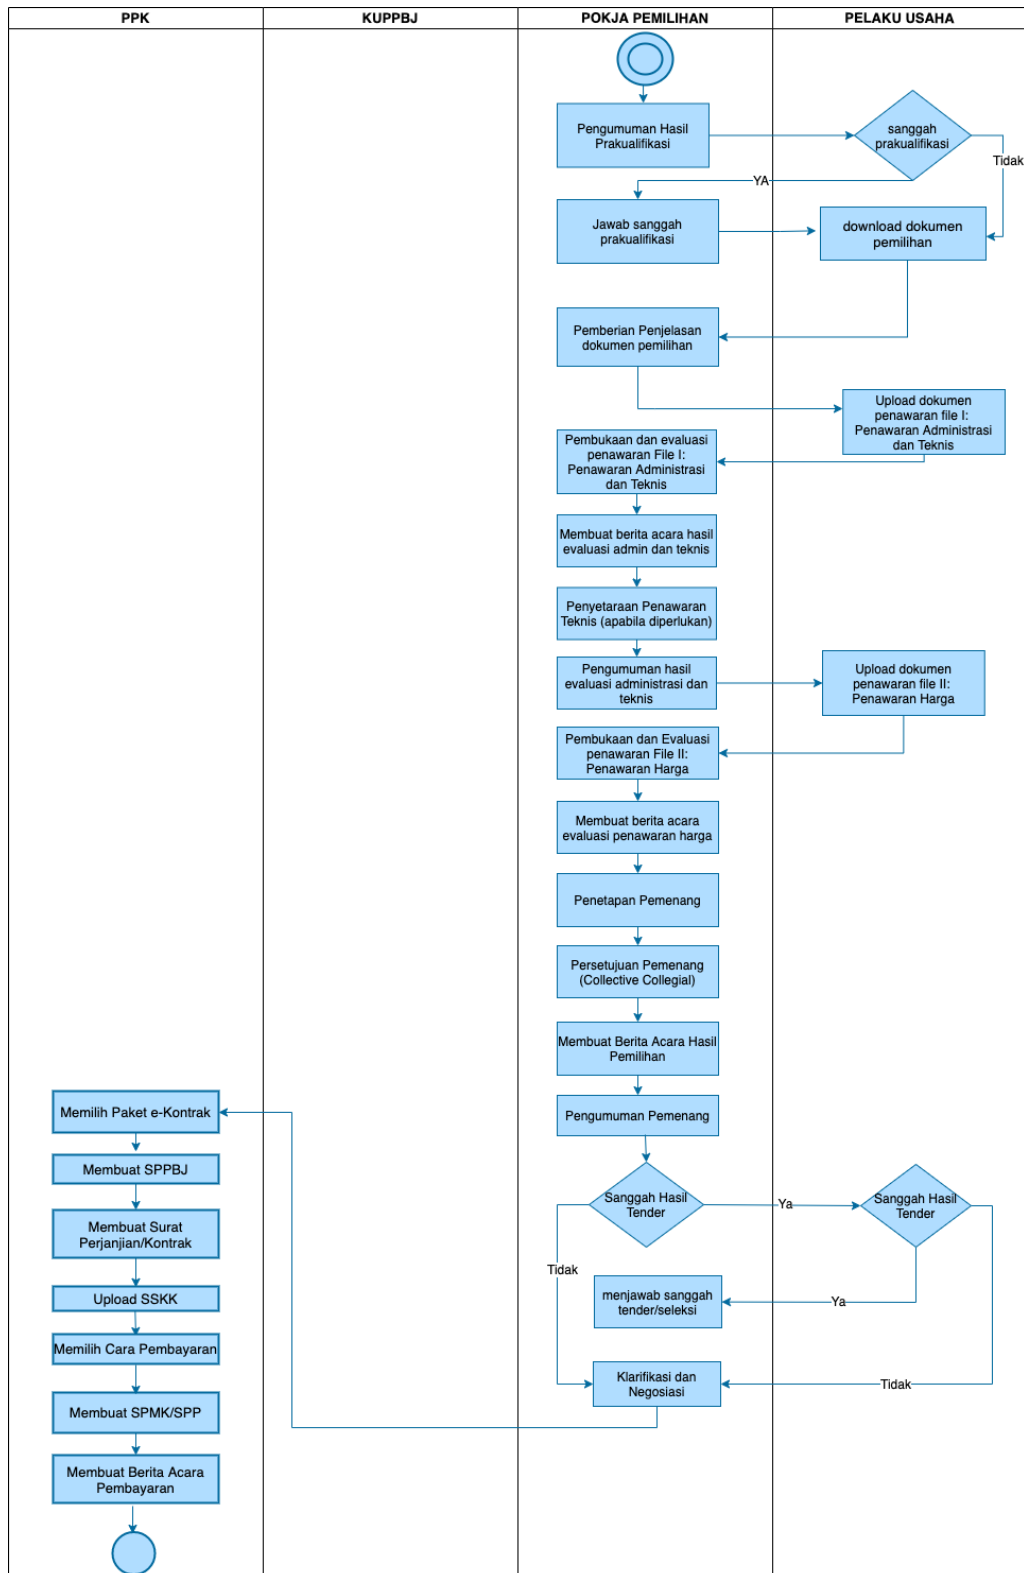 PPK
KUPPBJ
POKJA PEMILIHAN
PELAKU USAHA
Pengumuman Hasil
Prakualifikasi
sanggah
prakualifikasi
Tidak
YA
Jawab sanggah
prakualifikasi
download dokumen
pemilihan
Pemberian Penjelasan
dokumen pemilihan
Upload dokumen
penawaran file I:
Penawaran Administrasi
dan Teknis
Pembukaan dan evaluasi
penawaran File I:
Penawaran Administrasi
dan Teknis
Membuat berita acara hasil
evaluasi admin dan teknis
Penyetaraan Penawaran
Teknis (apabila diperlukan)
Pengumuman hasil
evaluasi administrasi dan
teknis
Upload dokumen
penawaran file II:
Penawaran Harga
Pembukaan dan Evaluasi
penawaran File II:
Penawaran Harga
Membuat berita acara
evaluasi penawaran harga
Penetapan Pemenang
Persetujuan Pemenang
(Collective Collegial)
Membuat Berita Acara Hasil
Pemilihan
Pengumuman Pemenang
Sanggah Hasil
Tender
Ya
Sanggah Hasil
Tender
Tidak
menjawab sanggah
tender/seleksi
Ya
Klarifikasi dan
Negosiasi
Tidak
Memilih Paket e-Kontrak
Membuat SPPBJ
Membuat Surat
Perjanjian/Kontrak
Upload SSKK
Memilih Cara Pembayaran
Membuat SPMK/SPP
Membuat Berita Acara
Pembayaran